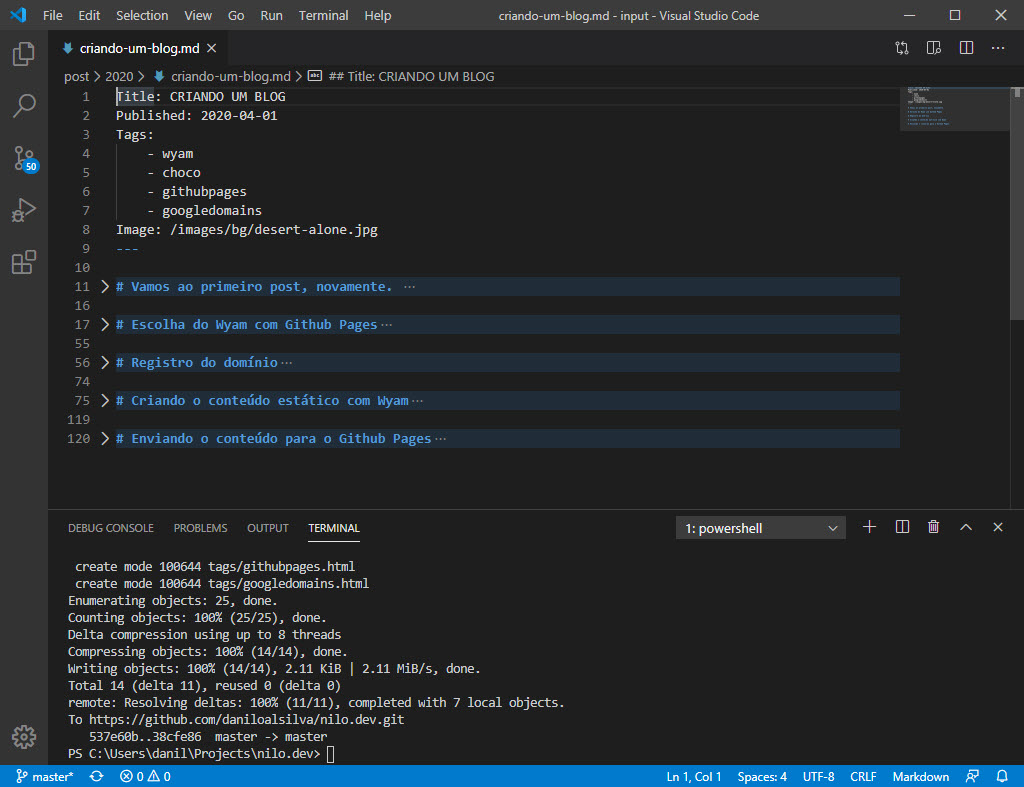 File Edit Selection View Go Run Terminal Help criando-um-blog.md - input - Visual Studio Code
criando-um-blog.md
post > 2020 > criando-um-blog.md > ## Title: CRIANDO UM BLOG
1 Title: CRIANDO UM BLOG
2 Published: 2020-04-01
3 Tags:
4 - wyam
5 - choco
6 - githubpages
7 - googledomains
8 Image: /images/bg/desert-alone.jpg
9 ---
10
11 # Vamos ao primeiro post, novamente. ···
16
17 # Escolha do Wyam com Github Pages···
55
56 # Registro do domínio···
74
75 # Criando o conteúdo estático com Wyam···
119
120 # Enviando o conteúdo para o Github Pages···
50
DEBUG CONSOLE PROBLEMS OUTPUT TERMINAL 1: powershell
create mode 100644 tags/githubpages.html
create mode 100644 tags/googledomains.html
Enumerating objects: 25, done.
Counting objects: 100% (25/25), done.
Delta compression using up to 8 threads
Compressing objects: 100% (14/14), done.
Writing objects: 100% (14/14), 2.11 KiB | 2.11 MiB/s, done.
Total 14 (delta 11), reused 0 (delta 0)
remote: Resolving deltas: 100% (11/11), completed with 7 local objects.
To https://github.com/daniloalsilva/nilo.dev.git
537e60b..38cfe86 master -> master
PS C:\Users\danil\Projects\nilo.dev>
master* 0 0 Ln 1, Col 1 Spaces: 4 UTF-8 CRLF Markdown